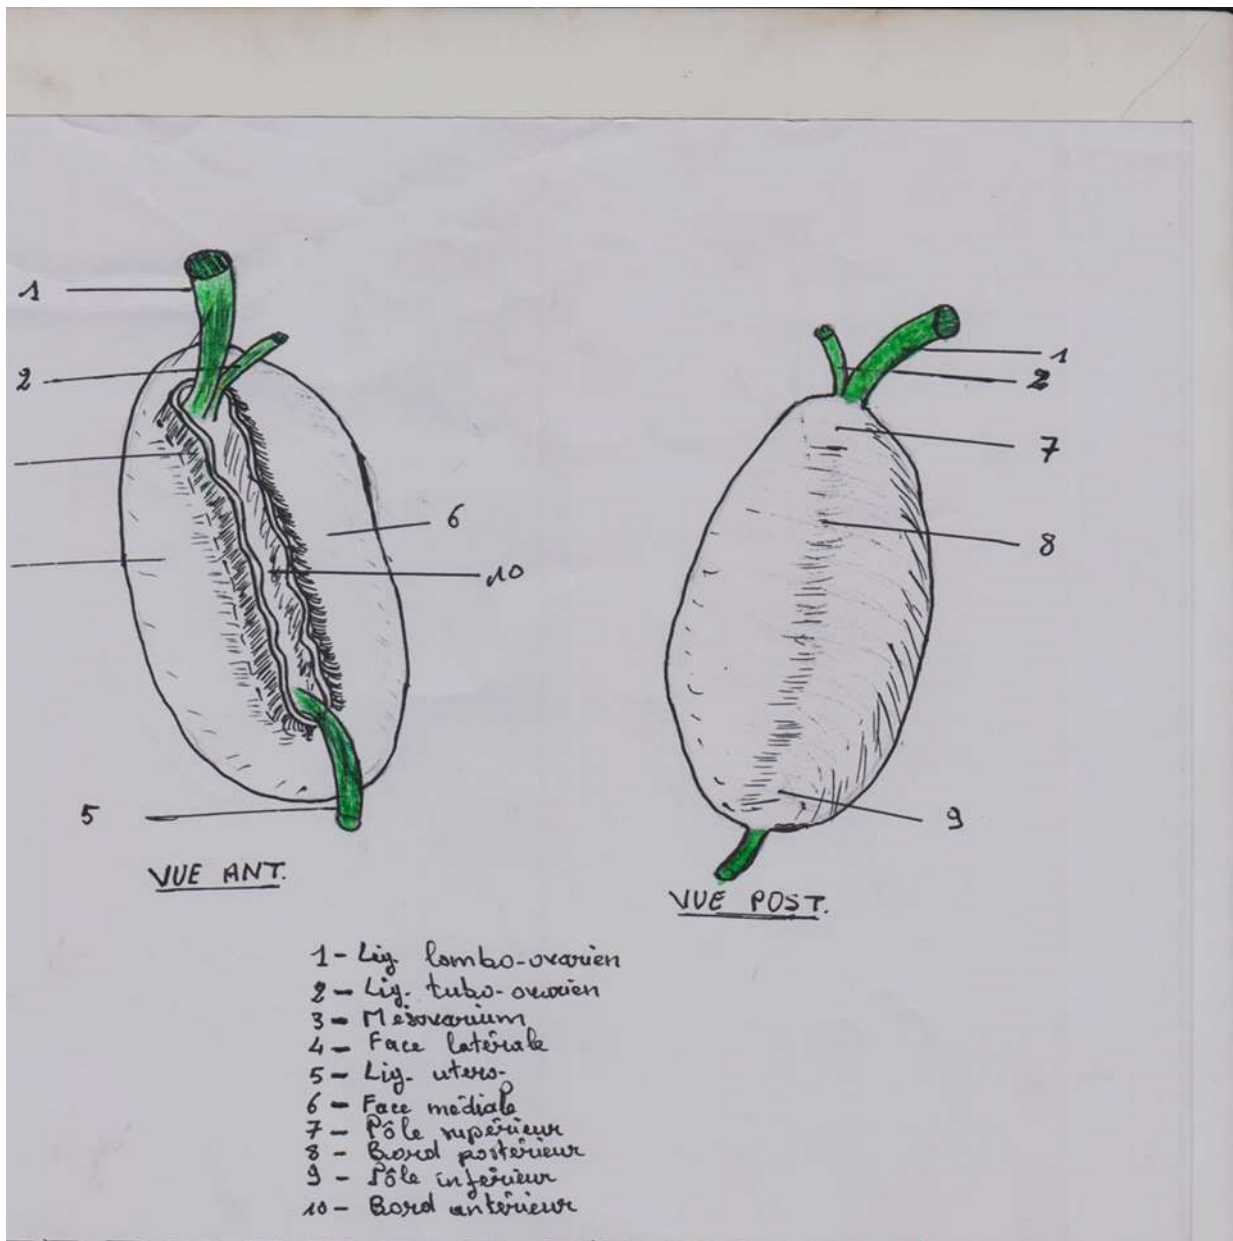 1
2
6
10
5
VUE ANT.
1
2
7
8
9
VUE POST.
1- Lig. lombo-ovarien
2- Lig. tubo-ovarien
3- Mésovarium
4- Face latérale
5- Lig. utero-
6- Face médiale
7- Pôle supérieur
8- Bord postérieur
9- Pôle inférieur
10- Bord antérieur